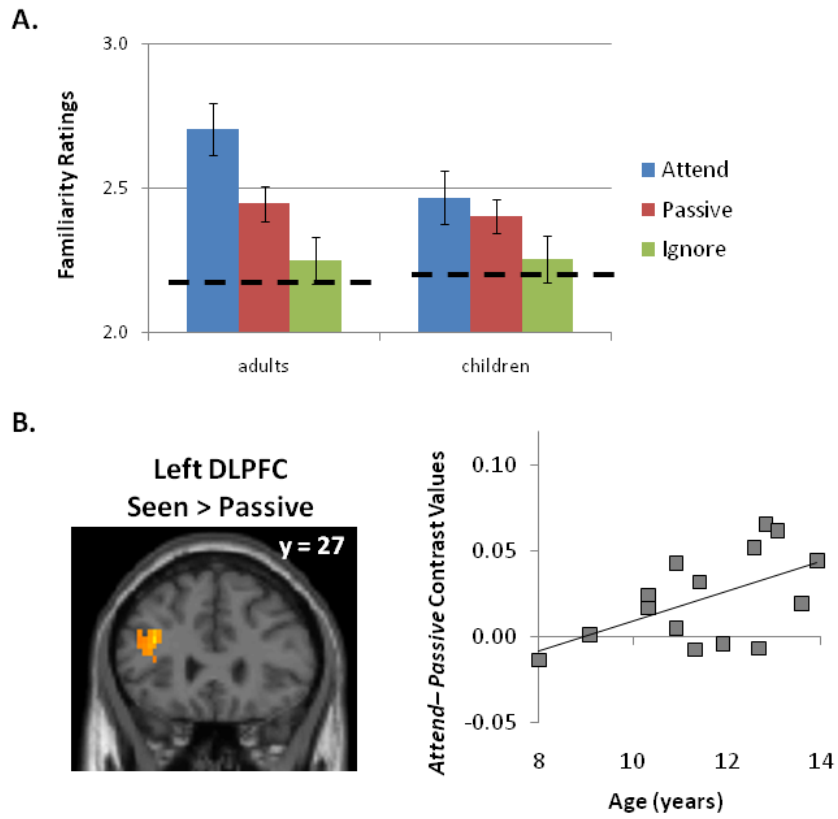 A.
3.0
2.5
2.0
Familiarity Ratings
adults
children
Attend
Passive
Ignore
B.
Left DLPFC
Seen > Passive
y = 27
0.10
0.05
0.00
-0.05
Attend– Passive Contrast Values
8
10
12
14
Age (years)